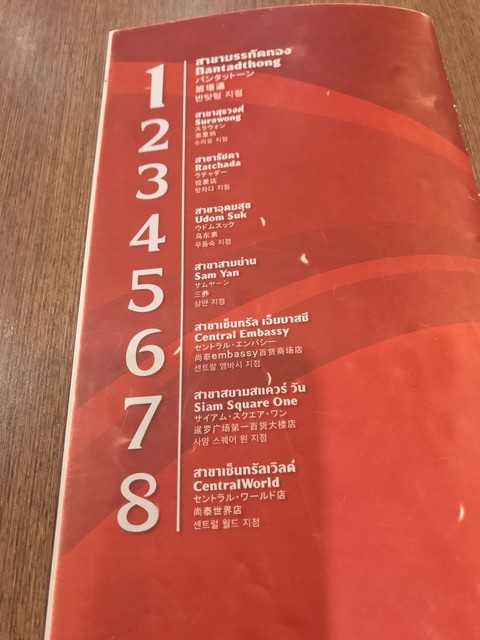 1
สาขาบรรทัดทอง
Bantadthong
バンタットーン
班塔通
반탓텅 지점
2
สาขาสุรวงศ์
Surawong
スラウォン
수라웡 지점
3
สาขารัชดา
Ratchada
ラチャダー
拉差店
랏차다 지점
4
สาขาอุดมสุข
Udom Suk
ウドムスック
乌东素
우돔숙 지점
5
สาขาสามย่าน
Sam Yan
サムヤーン
三养
삼얀 지점
6
สาขาเซ็นทรัล เอ็มบาสซี
Central Embassy
セントラル・エンバシー
尚泰embassy百货商场店
센트랄 엠바시 지점
7
สาขาสยามสแควร์ วัน
Siam Square One
サイアム・スクエア・ワン
暹罗广场第一百货大楼店
사얌 스퀘어 원 지점
8
สาขาเซ็นทรัลเวิลด์
CentralWorld
セントラル・ワールド店
尚泰世界店
센트럴 월드 지점